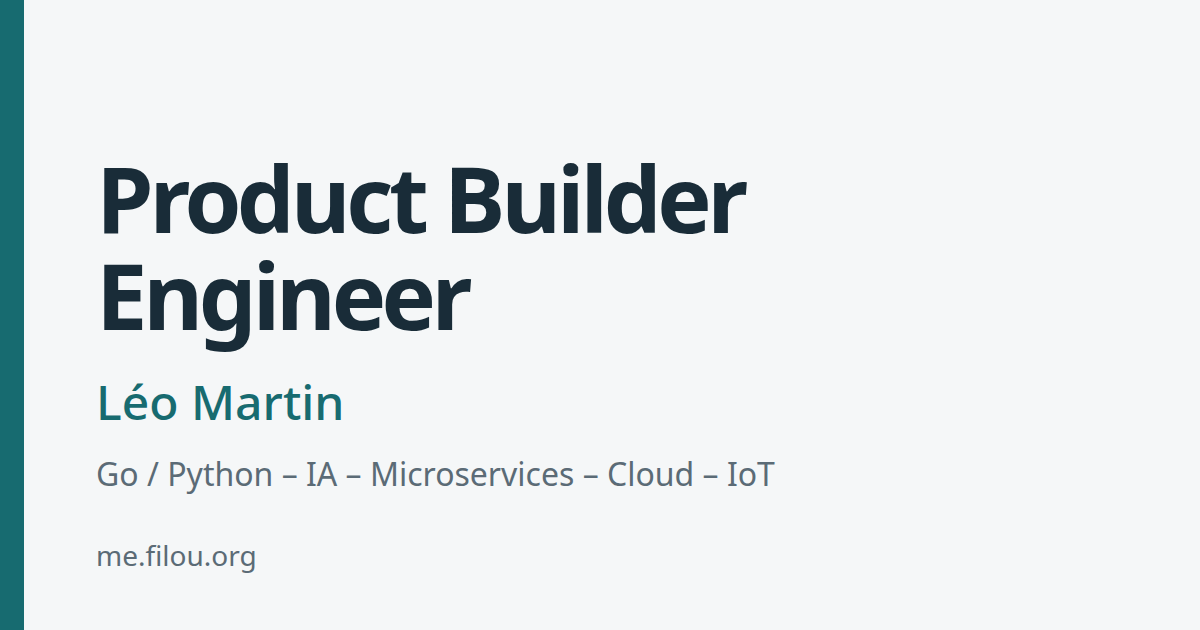 Product Builder
Engineer
Léo Martin
Go / Python – IA – Microservices – Cloud – IoT
me.filou.org